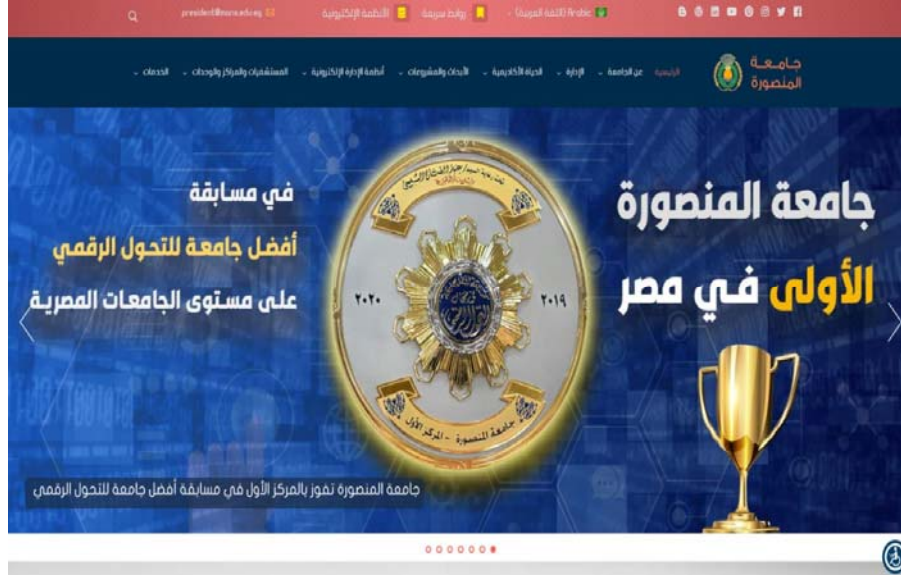 Arabic (اللغة العربية)
روابط سريعة
الأنظمة الإلكترونية
president@mans.edu.eg
جامعة
المنصورة
الرئيسية عن الجامعة الإدارة الحياة الأكاديمية الأبحاث والمشروعات أنظمة الإدارة الإلكترونية المستشفيات والمراكز والوحدات الخدمات
جامعة المنصورة
الأولى في مصر
في مسابقة
أفضل جامعة للتحول الرقمي
على مستوى الجامعات المصرية
٢٠١٩
٢٠٢٠
جامعة المنصورة - المركز الأول
جامعة المنصورة تفوز بالمركز الأول في مسابقة أفضل جامعة للتحول الرقمي